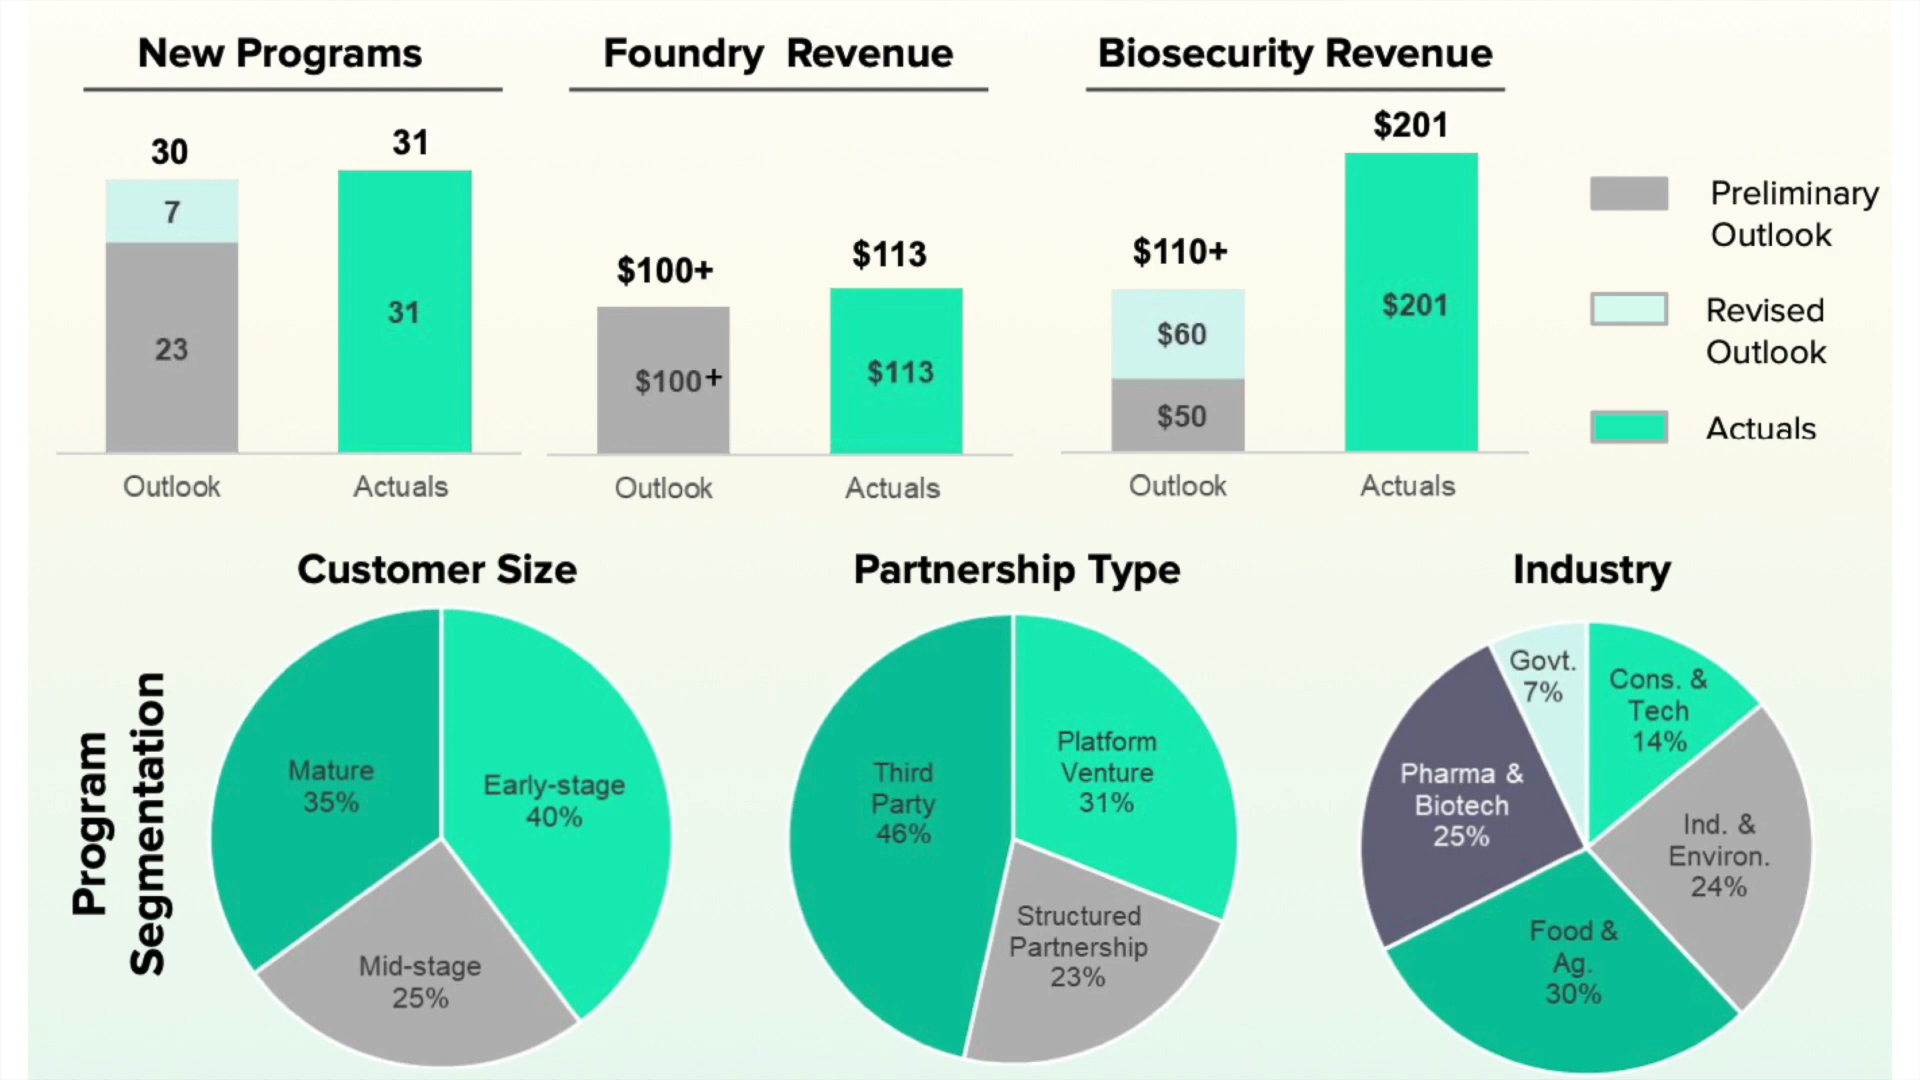 New Programs
30
31
7
23
31
Outlook
Actuals
Foundry Revenue
$100+
$113
$100+
$113
Outlook
Actuals
Biosecurity Revenue
$110+
$201
$60
$50
$201
Outlook
Actuals
Preliminary
Outlook
Revised
Outlook
Actuals
Program
Segmentation
Customer Size
Mature
35%
Early-stage
40%
Mid-stage
25%
Partnership Type
Third
Party
46%
Platform
Venture
31%
Structured
Partnership
23%
Industry
Govt.
7%
Cons. &
Tech
14%
Pharma &
Biotech
25%
Ind. &
Environ.
24%
Food &
Ag.
30%